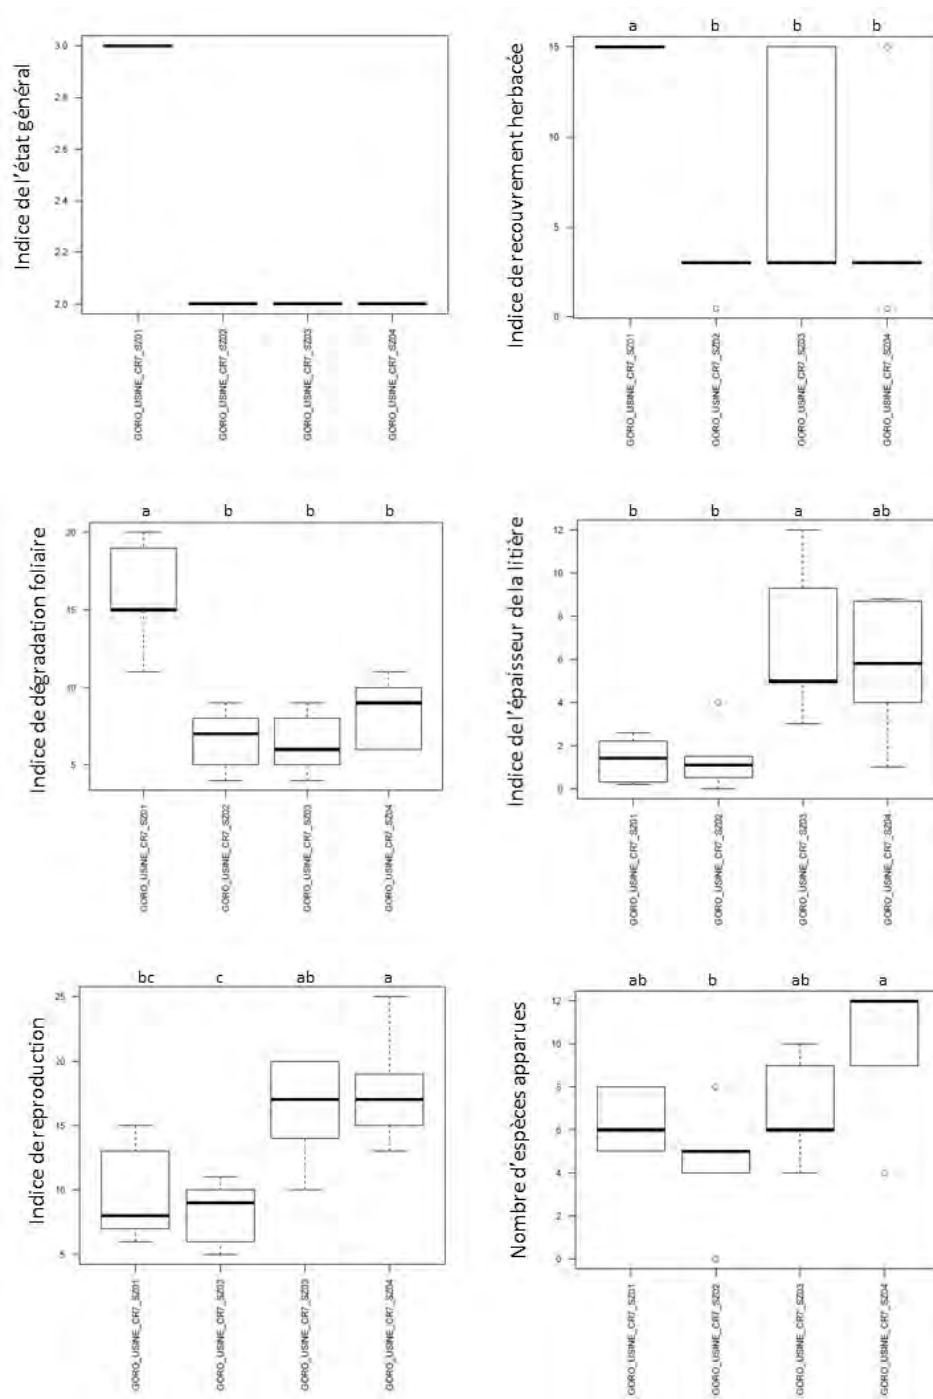 Indice de l'état général
3.0
2.8
2.6
2.4
2.2
2.0
GORO_USINE_CR7_SZ01
GORO_USINE_CR7_SZ02
GORO_USINE_CR7_SZ03
GORO_USINE_CR7_SZ04
a b b b
Indice de recouvrement herbacée
15
10
5
0
GORO_USINE_CR7_SZ01
GORO_USINE_CR7_SZ02
GORO_USINE_CR7_SZ03
GORO_USINE_CR7_SZ04
a b b b
Indice de dégradation foliaire
20
15
10
5
GORO_USINE_CR7_SZ01
GORO_USINE_CR7_SZ02
GORO_USINE_CR7_SZ03
GORO_USINE_CR7_SZ04
b b a ab
Indice de l'épaisseur de la litière
12
10
8
6
4
2
0
GORO_USINE_CR7_SZ01
GORO_USINE_CR7_SZ02
GORO_USINE_CR7_SZ03
GORO_USINE_CR7_SZ04
bc c ab a
Indice de reproduction
25
20
15
10
5
GORO_USINE_CR7_SZ01
GORO_USINE_CR7_SZ02
GORO_USINE_CR7_SZ03
GORO_USINE_CR7_SZ04
ab b ab a
Nombre d'espèces apparues
12
10
8
6
4
2
0
GORO_USINE_CR7_SZ01
GORO_USINE_CR7_SZ02
GORO_USINE_CR7_SZ03
GORO_USINE_CR7_SZ04